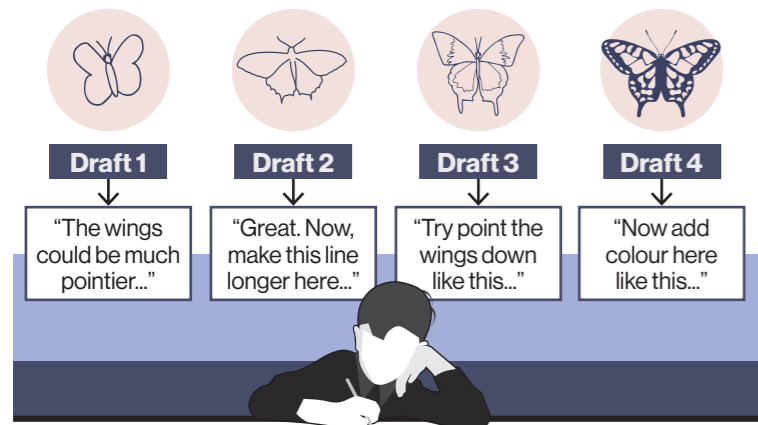 Draft 1
Draft 2
Draft 3
Draft 4
“The wings
could be much
pointier...”
“Great. Now,
make this line
longer here...”
“Try point the
wings down
like this...”
“Now add
colour here
like this...”